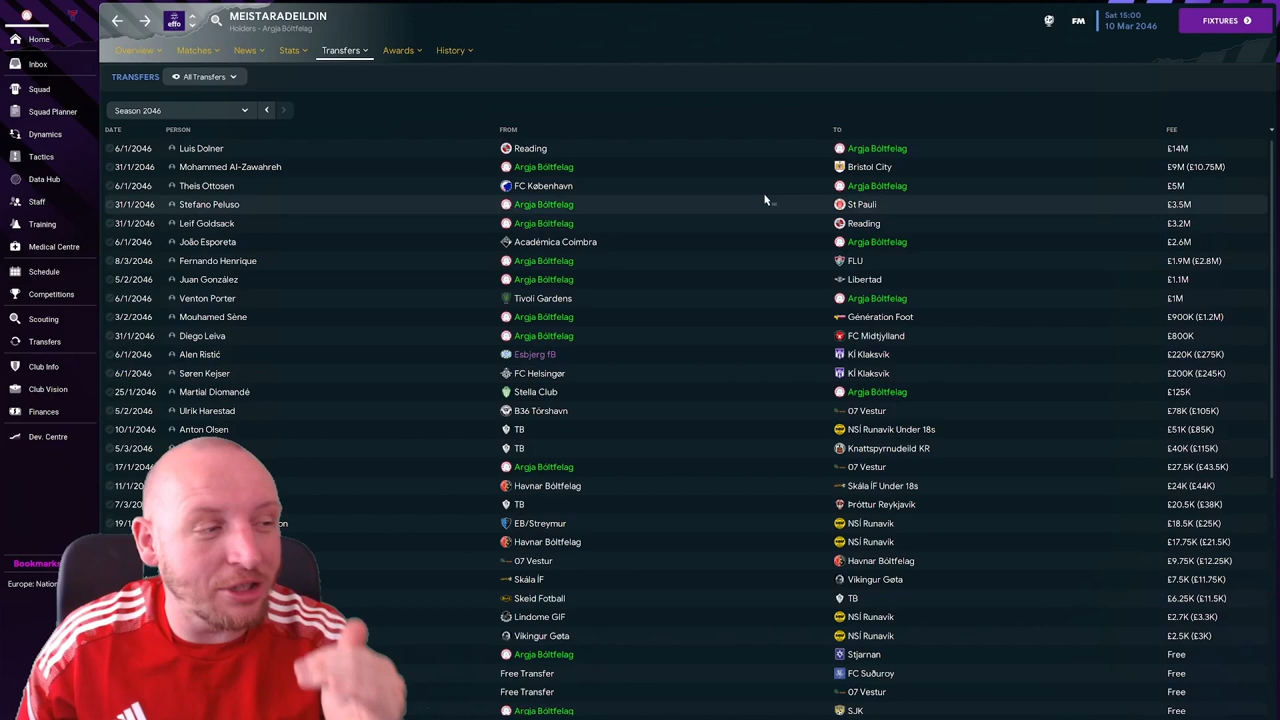 effo MEISTARADEILDIN Sat 15:00 FIXTURES
Holders - Argja Bóltfelag FM 10 Mar 2046
Home Overview Matches News Stats Transfers Awards History
Inbox
TRANSFERS All Transfers
Squad
Squad Planner Season 2046
Dynamics DATE PERSON FROM TO FEE
6/1/2046 Luis Dolner Reading Argja Bóltfelag £14M
Tactics 31/1/2046 Mohammed Al-Zawahreh Argja Bóltfelag Bristol City £9M (£10.75M)
Data Hub 6/1/2046 Theis Ottosen FC København Argja Bóltfelag £5M
Staff 31/1/2046 Stefano Peluso Argja Bóltfelag St Pauli £3.5M
Training 31/1/2046 Leif Goldsack Argja Bóltfelag Reading £3.2M
Medical Centre 6/1/2046 João Esporeta Académica Coimbra Argja Bóltfelag £2.6M
8/3/2046 Fernando Henrique Argja Bóltfelag FLU £1.9M (£2.8M)
Schedule 5/2/2046 Juan González Argja Bóltfelag Libertad £1.1M
Competitions 6/1/2046 Venton Porter Tivoli Gardens Argja Bóltfelag £1M
Scouting 3/2/2046 Mouhamed Sène Argja Bóltfelag Génération Foot £900K (£1.2M)
Transfers 31/1/2046 Diego Leiva Argja Bóltfelag FC Midtjylland £800K
Club Info 6/1/2046 Alen Ristić Esbjerg fB KÍ Klaksvík £220K (£275K)
6/1/2046 Søren Kejser FC Helsingør KÍ Klaksvík £200K (£245K)
Club Vision 25/1/2046 Martial Diomandé Stella Club Argja Bóltfelag £125K
Finances 5/2/2046 Ulrik Harestad B36 Tórshavn 07 Vestur £78K (£105K)
Dev. Centre 10/1/2046 Anton Olsen TB NSÍ Runavík Under 18s £51K (£85K)
5/3/2046 TB Knattspyrnudeild KR £40K (£115K)
17/1/ Argja Bóltfelag 07 Vestur £27.5K (£43.5K)
11/1/ Havnar Bóltfelag Skála ÍF Under 18s £24K (£44K)
7/3/20 TB Þróttur Reykjavík £20.5K (£38K)
19/1 on EB/Streymur NSÍ Runavík £18.5K (£25K)
Havnar Bóltfelag NSÍ Runavík £17.75K (£21.5K)
Bookmarks 07 Vestur Havnar Bóltfelag £9.75K (£12.25K)
Europe: Nation Skála ÍF Víkingur Gøta £7.5K (£11.75K)
Skeid Fotball TB £6.25K (£11.5K)
Lindome GIF NSÍ Runavík £2.7K (£3.3K)
Víkingur Gøta NSÍ Runavík £2.5K (£3K)
Argja Bóltfelag Stjarnan Free
Free Transfer FC Suðuroy Free
Free Transfer 07 Vestur Free
Argja Bóltfelag SJK Free